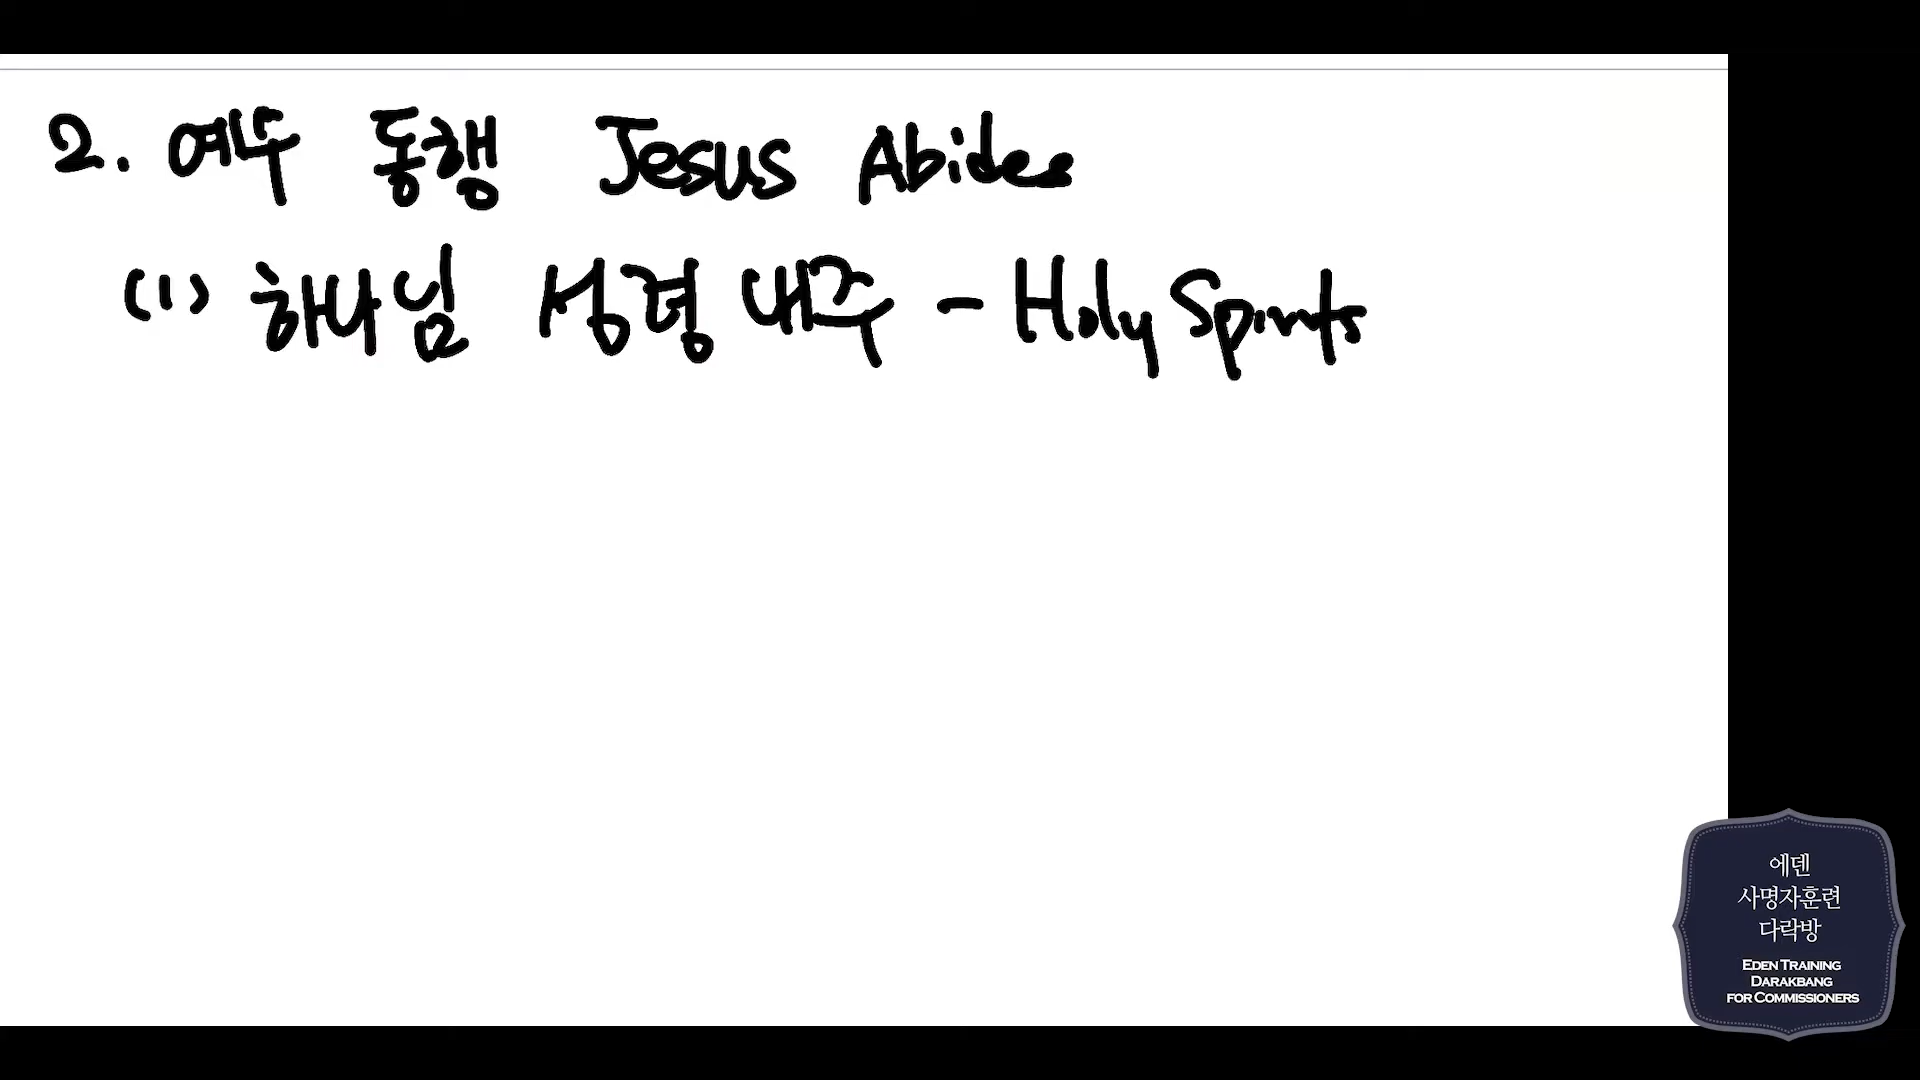 2. 예수 동행 Jesus Abides
(1) 하나님 성령 내주 - Holy Spirits
에덴
사명자훈련
다락방
EDEN TRAINING
DARAKBANG
FOR COMMISSIONERS